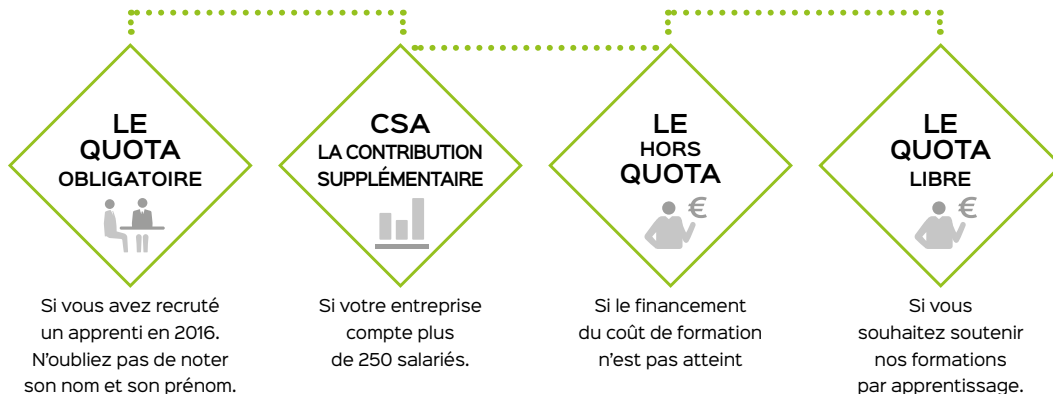 LE
QUOTA
OBLIGATOIRE
Si vous avez recruté
un apprenti en 2016.
N'oubliez pas de noter
son nom et son prénom.
CSA
LA CONTRIBUTION
SUPPLÉMENTAIRE
Si votre entreprise
compte plus
de 250 salariés.
LE
HORS
QUOTA
€
Si le financement
du coût de formation
n'est pas atteint
LE
QUOTA
LIBRE
€
Si vous
souhaitez soutenir
nos formations
par apprentissage.